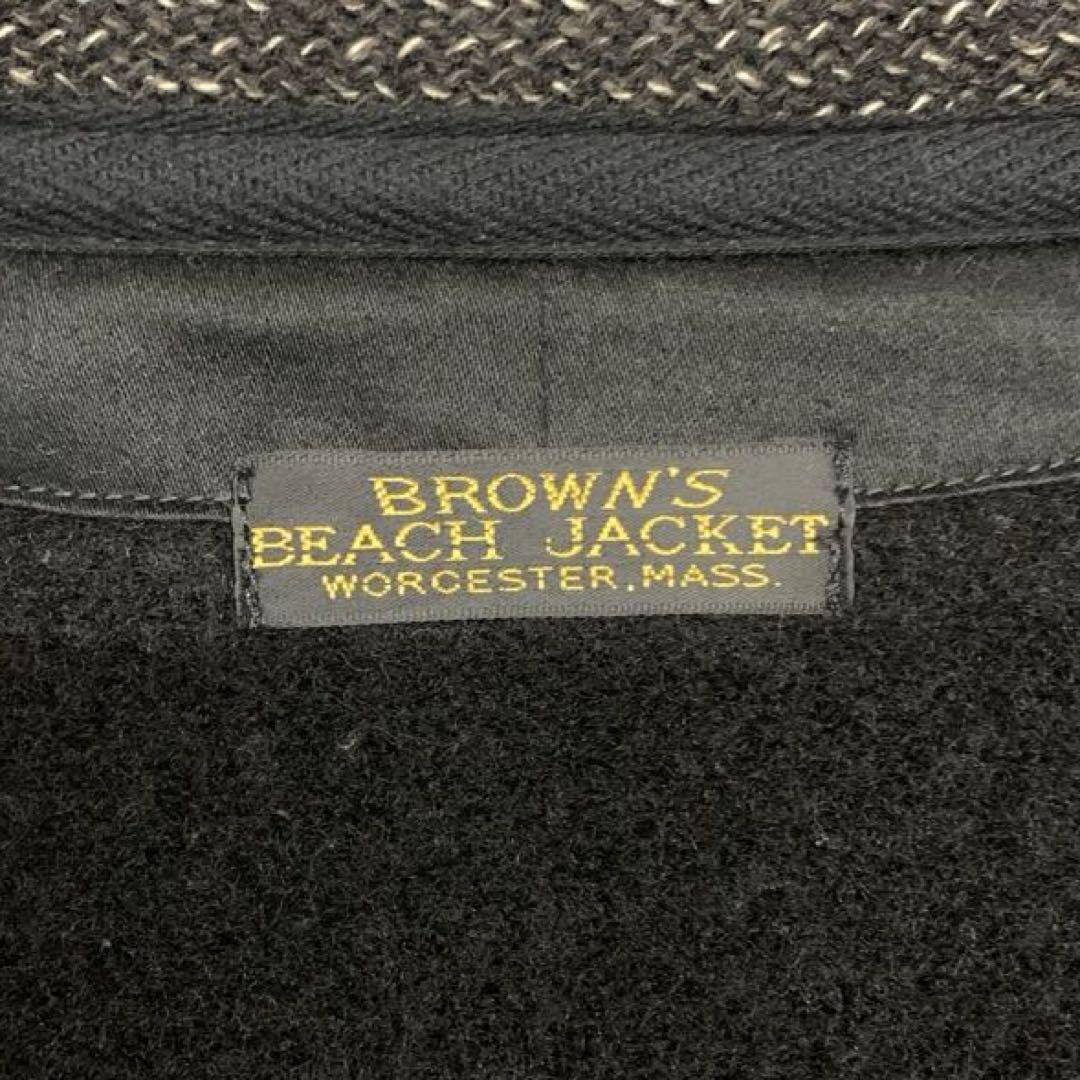 BROWN'S
BEACH JACKET
WORCESTER, MASS.